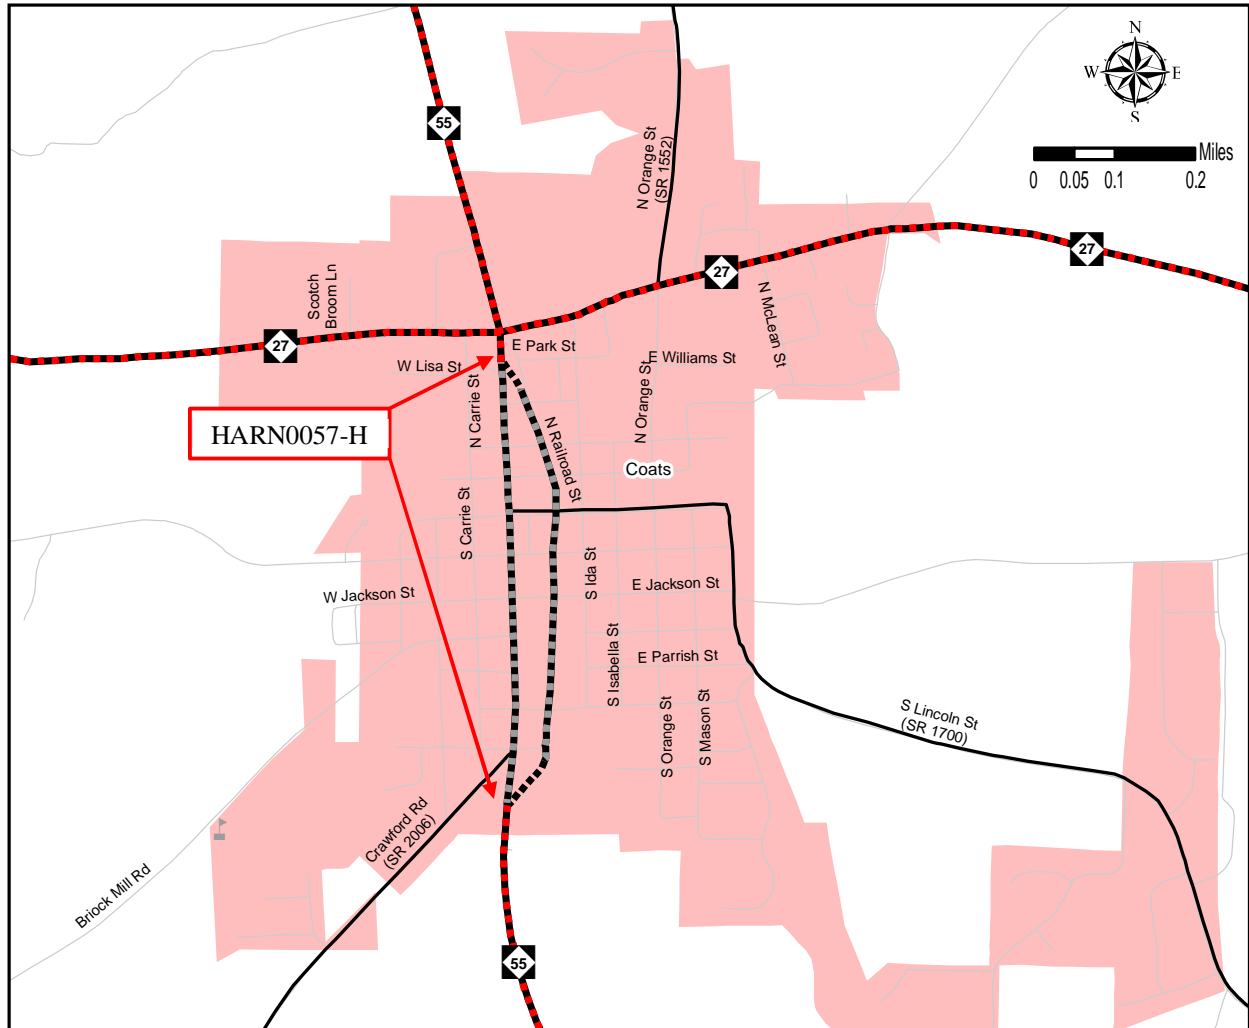 N
W E
S
Miles
0 0.05 0.1 0.2
55
N Orange St
(SR 1552)
27
27
Scotch
Broom Ln
27
N McLean St
E Park St
E Williams St
W Lisa St
N Carrie St
N Orange St
HARN0057-H
N Railroad St
Coats
S Carrie St
S Ida St
E Jackson St
W Jackson St
S Isabella St
E Parrish St
S Orange St
S Mason St
S Lincoln St
(SR 1700)
Crawford Rd
(SR 2006)
Briock Mill Rd
55